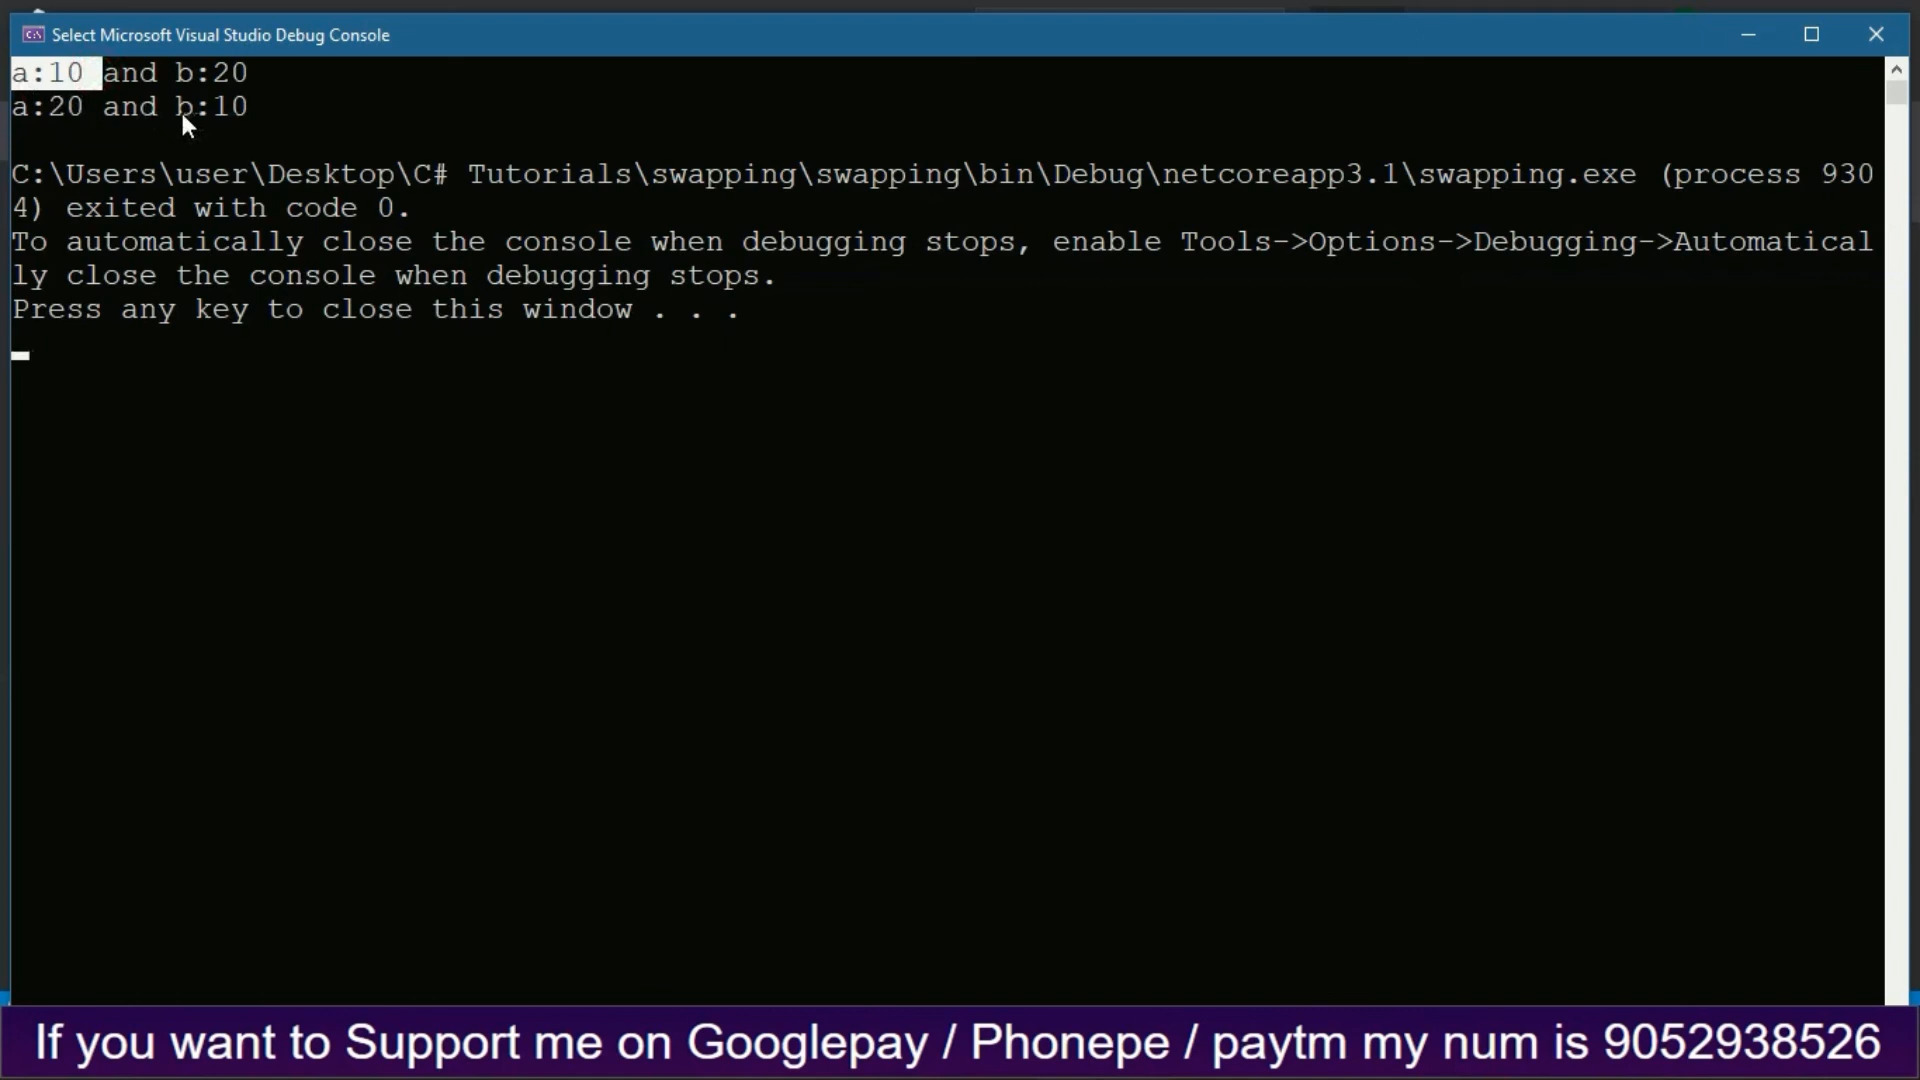 Select Microsoft Visual Studio Debug Console
a:10 and b:20
a:20 and b:10
C:\Users\user\Desktop\C# Tutorials\swapping\swapping\bin\Debug\netcoreapp3.1\swapping.exe (process 930
4) exited with code 0.
To automatically close the console when debugging stops, enable Tools->Options->Debugging->Automatical
ly close the console when debugging stops.
Press any key to close this window . . .
If you want to Support me on Googlepay / Phonepe / paytm my num is 9052938526